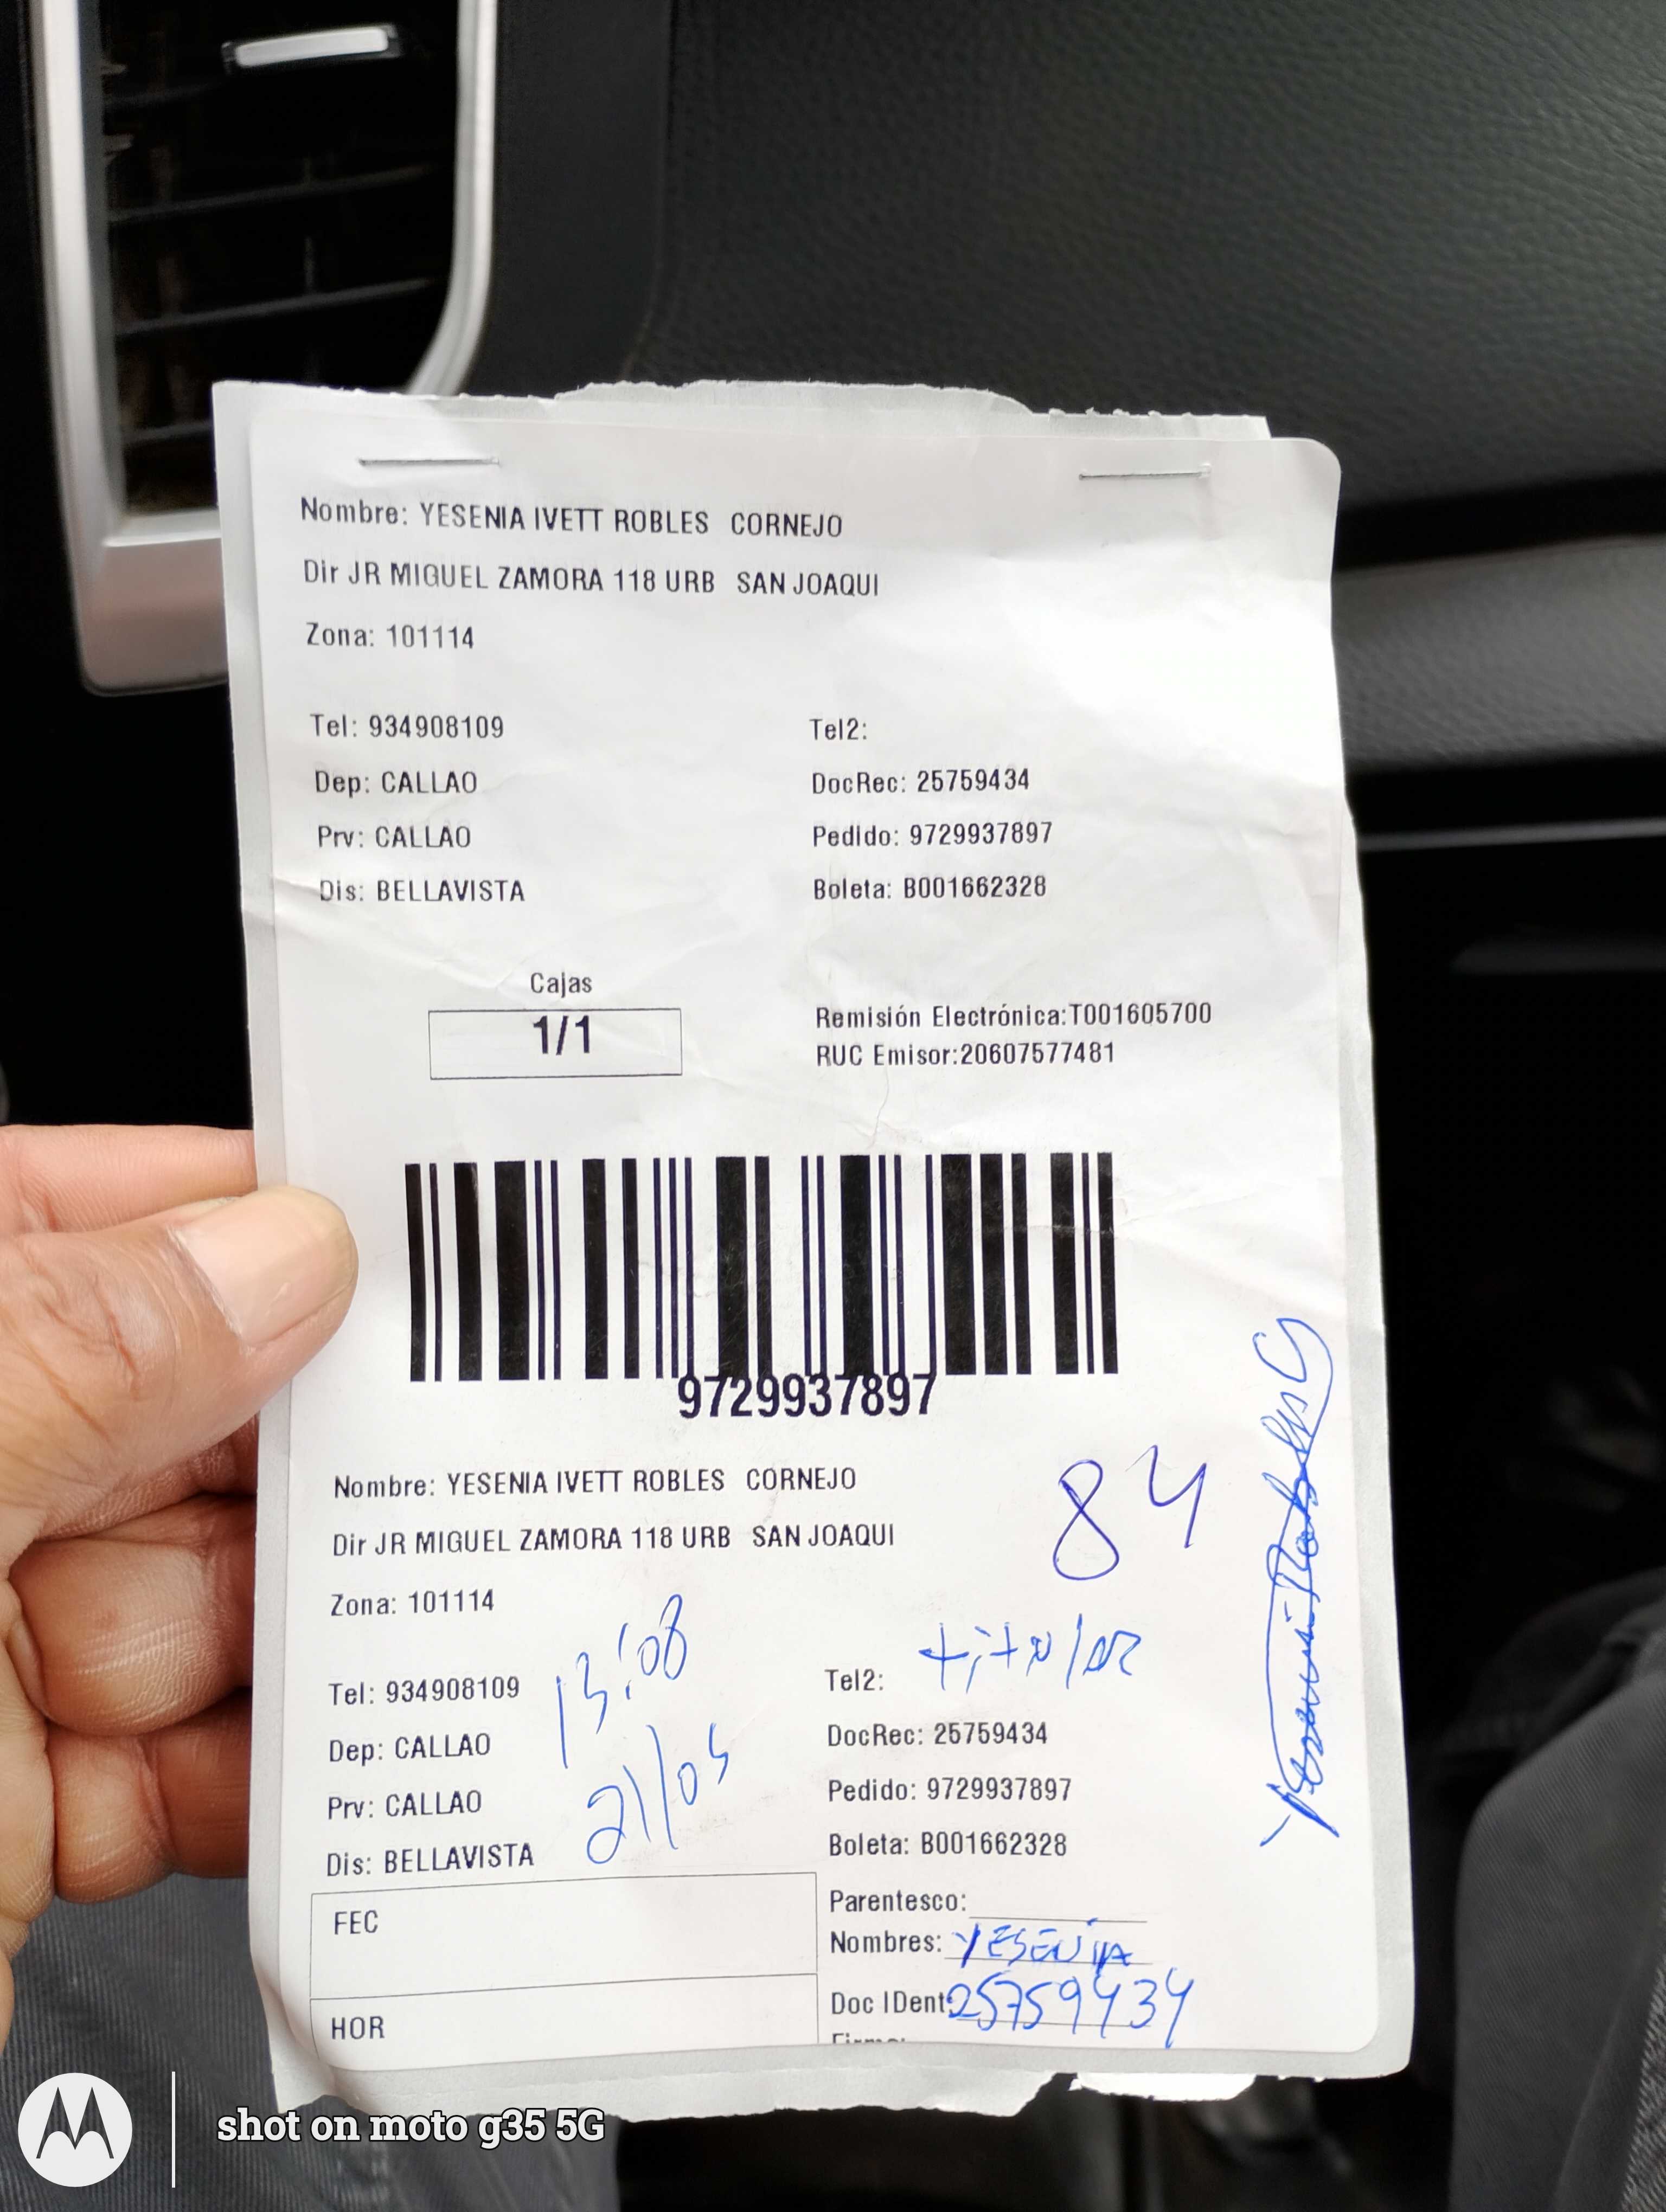 Nombre: YESENIA IVETT ROBLES CORNEJO
Dir JR MIGUEL ZAMORA 118 URB SAN JOAQUI
Zona: 101114
Tel: 934908109
Tel2:
Dep: CALLAO
DocRec: 25759434
Prv: CALLAO
Pedido: 9729937897
Dis: BELLAVISTA
Boleta: B001662328
Cajas
1/1
Remisión Electrónica:T001605700
RUC Emisor:20607577481
9729937897
Nombre: YESENIA IVETT ROBLES CORNEJO
84
Dir JR MIGUEL ZAMORA 118 URB SAN JOAQUI
Zona: 101114
13:08
titular
Tel: 934908109
Tel2:
Dep: CALLAO
DocRec: 25759434
21/05
Prv: CALLAO
Pedido: 9729937897
Dis: BELLAVISTA
Boleta: B001662328
Yesenia Robles C
FEC
Parentesco:
Nombres: YESENIA
Doc IDent: 25759434
HOR
Firma:
shot on moto g35 5G